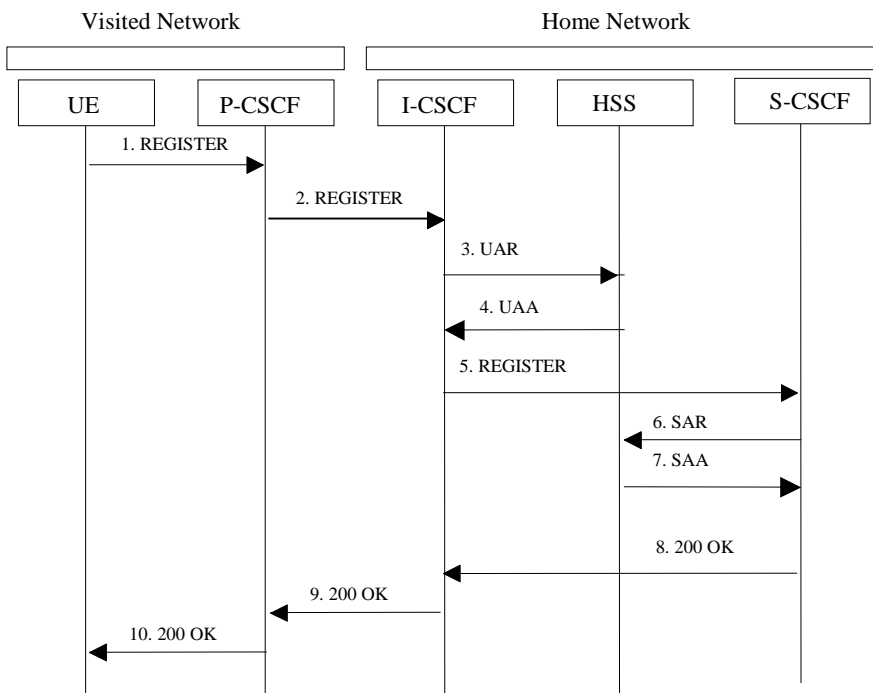 Visited Network
Home Network
UE
P-CSCF
I-CSCF
HSS
S-CSCF
1. REGISTER
2. REGISTER
3. UAR
4. UAA
5. REGISTER
6. SAR
7. SAA
8. 200 OK
9. 200 OK
10. 200 OK